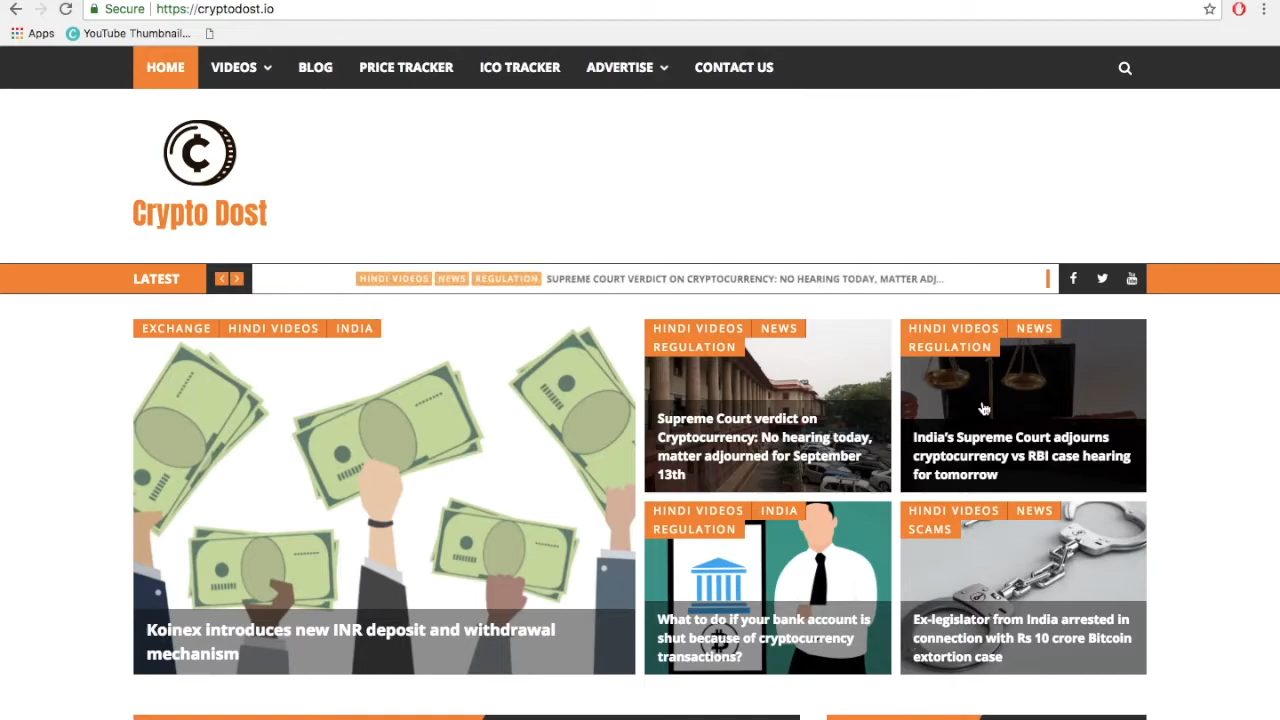 Secure https://cryptodost.io
Apps YouTube Thumbnail...
HOME VIDEOS BLOG PRICE TRACKER ICO TRACKER ADVERTISE CONTACT US
Crypto Dost
LATEST HINDI VIDEOS NEWS REGULATION SUPREME COURT VERDICT ON CRYPTOCURRENCY: NO HEARING TODAY, MATTER ADJ...
EXCHANGE HINDI VIDEOS INDIA
Koinex introduces new INR deposit and withdrawal
mechanism
HINDI VIDEOS NEWS
REGULATION
Supreme Court verdict on
Cryptocurrency: No hearing today,
matter adjourned for September
13th
HINDI VIDEOS NEWS
REGULATION
India's Supreme Court adjourns
cryptocurrency vs RBI case hearing
for tomorrow
HINDI VIDEOS INDIA
REGULATION
What to do if your bank account is
shut because of cryptocurrency
transactions?
HINDI VIDEOS NEWS
SCAMS
Ex-legislator from India arrested in
connection with Rs 10 crore Bitcoin
extortion case